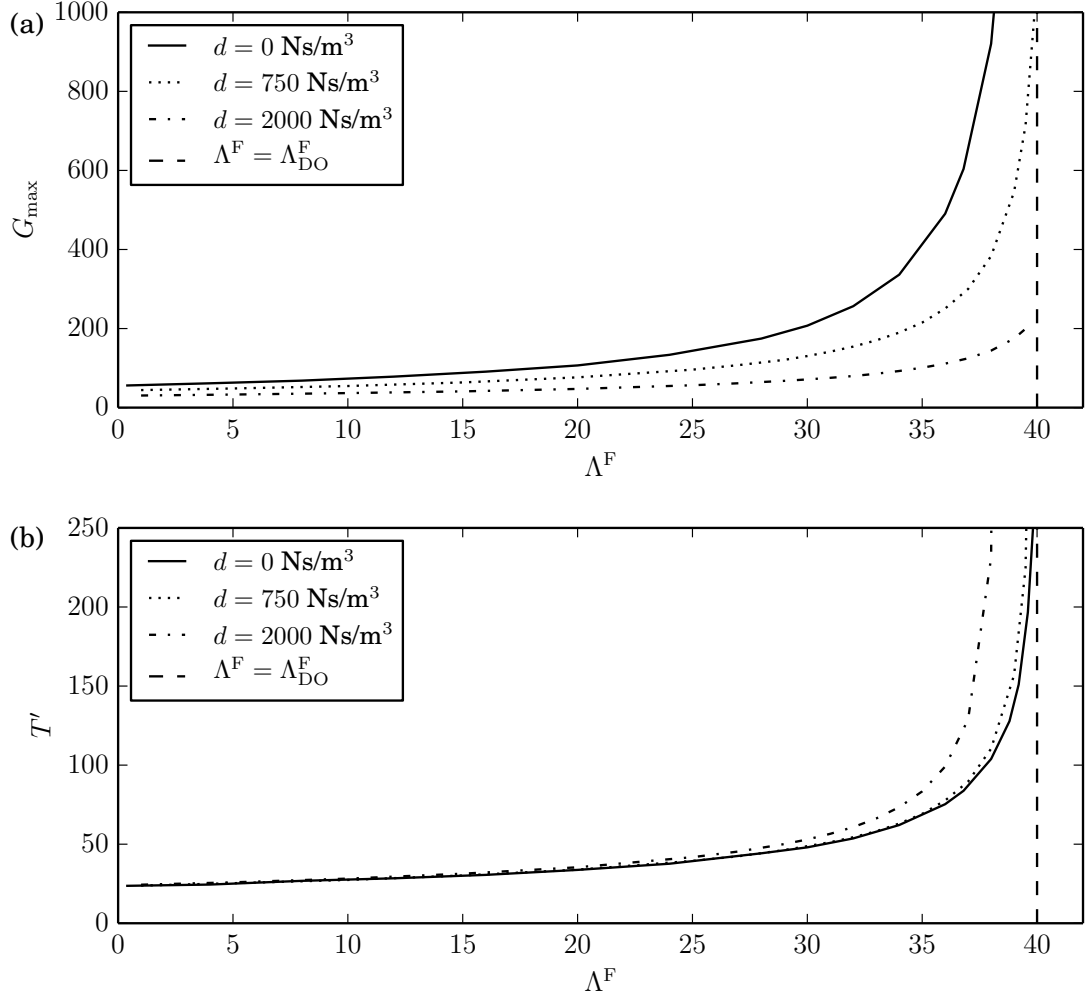 (a)
1000
800
600
400
200
0
G_max
d = 0 Ns/m³
d = 750 Ns/m³
d = 2000 Ns/m³
Λ^F = Λ^F_DO
0 5 10 15 20 25 30 35 40
Λ^F
(b)
250
200
150
100
50
0
T′
d = 0 Ns/m³
d = 750 Ns/m³
d = 2000 Ns/m³
Λ^F = Λ^F_DO
0 5 10 15 20 25 30 35 40
Λ^F